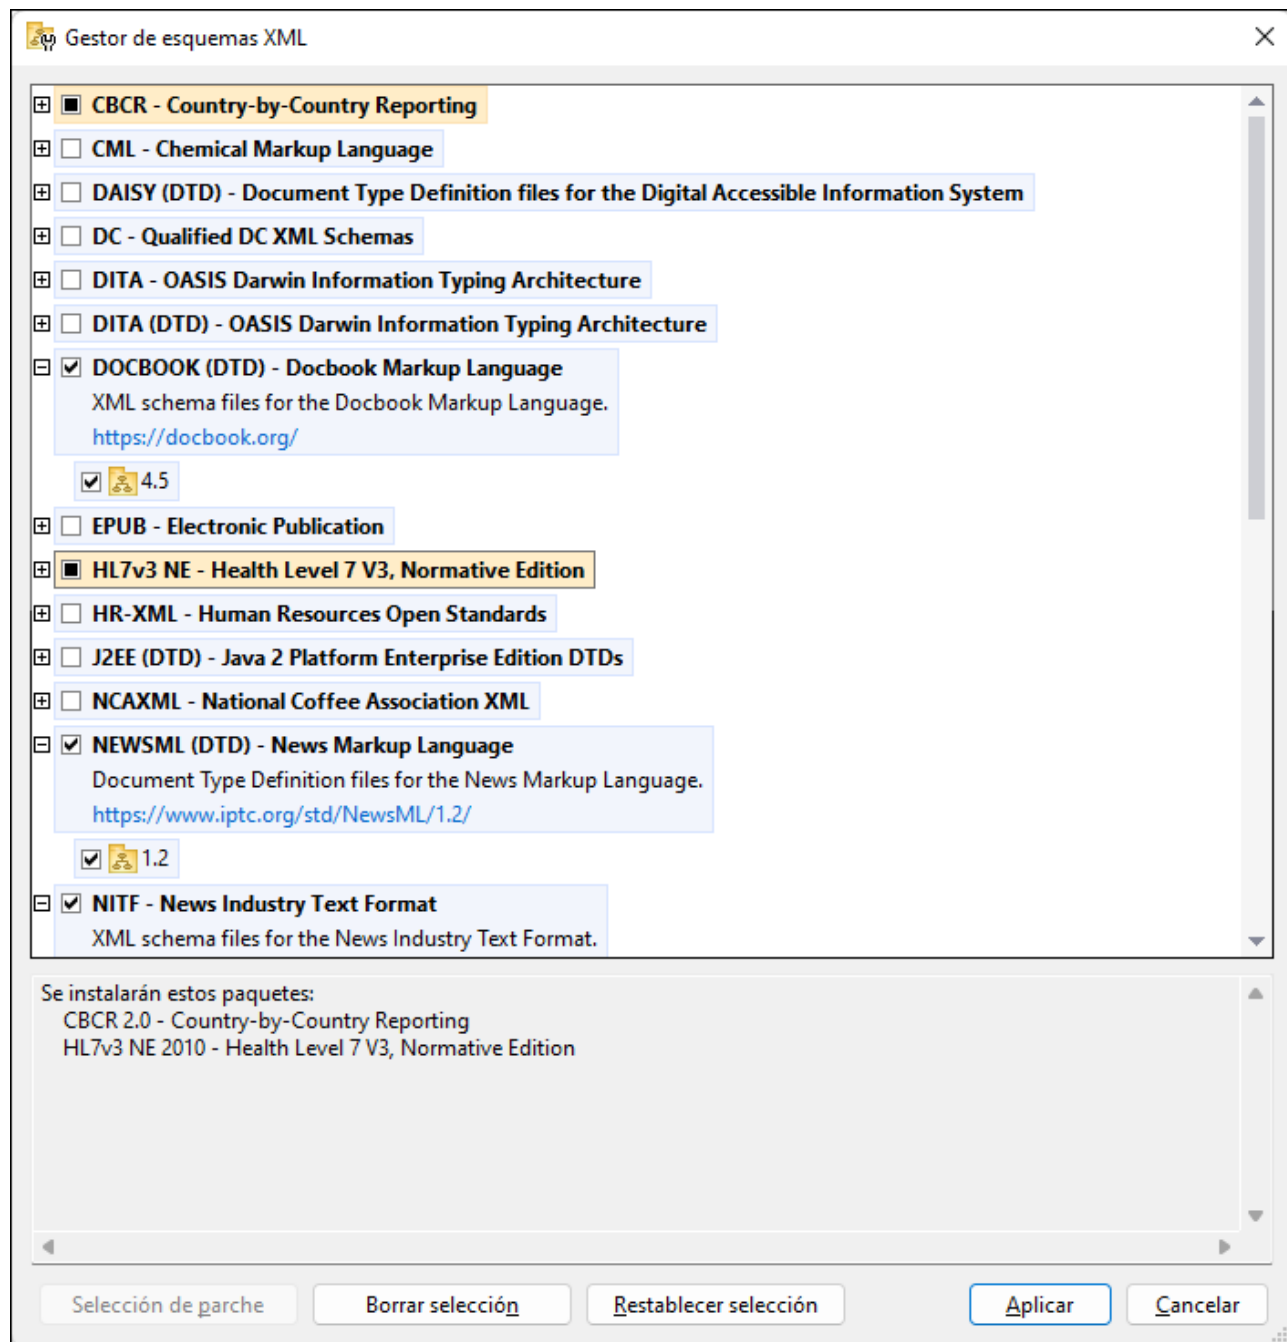 Gestor de esquemas XML
CBCR - Country-by-Country Reporting
CML - Chemical Markup Language
DAISY (DTD) - Document Type Definition files for the Digital Accessible Information System
DC - Qualified DC XML Schemas
DITA - OASIS Darwin Information Typing Architecture
DITA (DTD) - OASIS Darwin Information Typing Architecture
DOCBOOK (DTD) - Docbook Markup Language
XML schema files for the Docbook Markup Language.
https://docbook.org/
4.5
EPUB - Electronic Publication
HL7v3 NE - Health Level 7 V3, Normative Edition
HR-XML - Human Resources Open Standards
J2EE (DTD) - Java 2 Platform Enterprise Edition DTDs
NCAXML - National Coffee Association XML
NEWSML (DTD) - News Markup Language
Document Type Definition files for the News Markup Language.
https://www.iptc.org/std/NewsML/1.2/
1.2
NITF - News Industry Text Format
XML schema files for the News Industry Text Format.
Se instalarán estos paquetes:
CBCR 2.0 - Country-by-Country Reporting
HL7v3 NE 2010 - Health Level 7 V3, Normative Edition
Selección de parche Borrar selección Restablecer selección Aplicar Cancelar